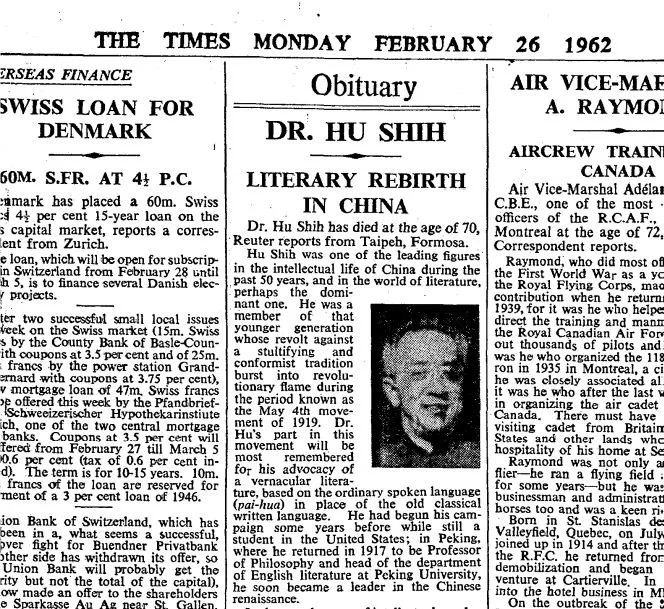 THE TIMES MONDAY FEBRUARY 26 1962
ERSEAS FINANCE
SWISS LOAN FOR
DENMARK
60M. S.FR. AT 4½ P.C.
enmark has placed a 60m. Swiss
4½ per cent 15-year loan on the
s capital market, reports a corres-
ent from Zurich.
e loan, which will be open for subscrip-
in Switzerland from February 28 until
h 5, is to finance several Danish elec-
y projects.
ter two successful small local issues
week on the Swiss market (15m. Swiss
s by the County Bank of Basle-Coun-
ith coupons at 3.5 per cent and of 25m.
francs by the power station Grand-
ernard with coupons at 3.75 per cent),
w mortgage loan of 47m. Swiss francs
be offered this week by the Pfandbrief-
Schweizerischer Hypothekarinstiute
ich, one of the two central mortgage
banks. Coupons at 3.5 per cent will
ffered from February 27 till March 5
00.6 per cent (tax of 0.6 per cent in-
d). The term is for 10-15 years. 10m.
francs of the loan are reserved for
ment of a 3 per cent loan of 1946.
ion Bank of Switzerland, which has
been in a, what seems a successful,
over fight for Buendner Privatbank
other side has withdrawn its offer, so
Union Bank will probably get the
rity but not the total of the capital),
ow made an offer to the shareholders
e Sparkasse Au Ag near St. Gallen.
Obituary
DR. HU SHIH
LITERARY REBIRTH
IN CHINA
Dr. Hu Shih has died at the age of 70,
Reuter reports from Taipeh, Formosa.
Hu Shih was one of the leading figures
in the intellectual life of China during the
past 50 years, and in the world of literature,
perhaps the domi-
nant one. He was a
member of that
younger generation
whose revolt against
a stultifying and
conformist tradition
burst into revolu-
tionary flame during
the period known as
the May 4th move-
ment of 1919. Dr.
Hu's part in this
movement will be
most remembered
for his advocacy of
a vernacular litera-
ture, based on the ordinary spoken language
(pai-hua) in place of the old classical
written language. He had begun his cam-
paign some years before while still a
student in the United States; in Peking,
where he returned in 1917 to be Professor
of Philosophy and head of the department
of English literature at Peking University,
he soon became a leader in the Chinese
renaissance.
AIR VICE-MAR
A. RAYMO
AIRCREW TRAIN
CANADA
Air Vice-Marshal Adéla
C.B.E., one of the most
officers of the R.C.A.F.,
Montreal at the age of 72,
Correspondent reports.
Raymond, who did most of
the First World War as a yo
the Royal Flying Corps, mad
contribution when he return
1939, for it was he who helpe
direct the training and mann
the Royal Canadian Air For
out thousands of pilots and
was he who organized the 118
ron in 1935 in Montreal, a ci
he was closely associated al
it was he who after the last w
in organizing the air cadet
Canada. There must have
visiting cadet from Britain
States and other lands who
hospitality of his home at Se
Raymond was not only a
flier—he ran a flying field
for some years—but he was
businessman and administrat
horses too and was a keen ri
Born in St. Stanislas de
Valleyfield, Quebec, on July
joined up in 1914 and after th
the R.F.C. he returned from
demobilization and began
venture at Cartierville. In
into the hotel business in M
On the outbreak of the